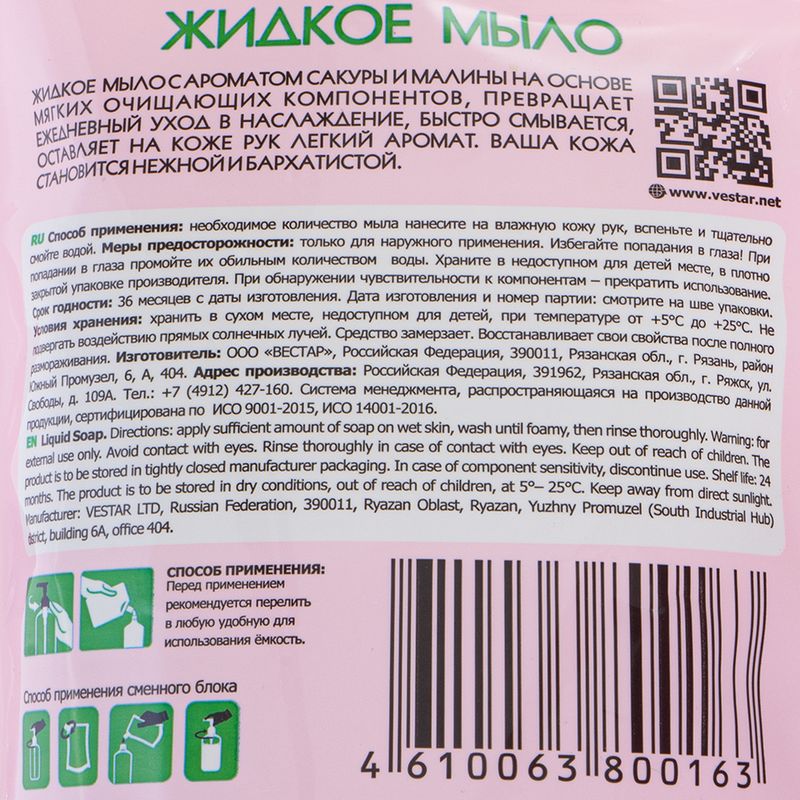 ЖИДКОЕ МЫЛО
ЖИДКОЕ МЫЛО С АРОМАТОМ САКУРЫ И МАЛИНЫ НА ОСНОВЕ
МЯГКИХ ОЧИЩАЮЩИХ КОМПОНЕНТОВ, ПРЕВРАЩАЕТ
ЕЖЕДНЕВНЫЙ УХОД В НАСЛАЖДЕНИЕ, БЫСТРО СМЫВАЕТСЯ,
ОСТАВЛЯЕТ НА КОЖЕ РУК ЛЕГКИЙ АРОМАТ. ВАША КОЖА
СТАНОВИТСЯ НЕЖНОЙ И БАРХАТИСТОЙ.
www.vestar.net
RU Способ применения: необходимое количество мыла нанесите на влажную кожу рук, вспеньте и тщательно
смойте водой. Меры предосторожности: только для наружного применения. Избегайте попадания в глаза! При
попадании в глаза промойте их обильным количеством воды. Храните в недоступном для детей месте, в плотно
закрытой упаковке производителя. При обнаружении чувствительности к компонентам – прекратить использование.
Срок годности: 36 месяцев с даты изготовления. Дата изготовления и номер партии: смотрите на шве упаковки.
Условия хранения: хранить в сухом месте, недоступном для детей, при температуре от +5°C до +25°C. Не
подвергать воздействию прямых солнечных лучей. Средство замерзает. Восстанавливает свои свойства после полного
размораживания. Изготовитель: ООО «ВЕСТАР», Российская Федерация, 390011, Рязанская обл., г. Рязань, район
Южный Промузел, 6, А, 404. Адрес производства: Российская Федерация, 391962, Рязанская обл., г. Ряжск, ул.
Свободы, д. 109А. Тел.: +7 (4912) 427-160. Система менеджмента, распространяющаяся на производство данной
продукции, сертифицирована по ИСО 9001-2015, ИСО 14001-2016.
EN Liquid Soap. Directions: apply sufficient amount of soap on wet skin, wash until foamy, then rinse thoroughly. Warning: for
external use only. Avoid contact with eyes. Rinse thoroughly in case of contact with eyes. Keep out of reach of children. The
product is to be stored in tightly closed manufacturer packaging. In case of component sensitivity, discontinue use. Shelf life: 24
months. The product is to be stored in dry conditions, out of reach of children, at 5°– 25°C. Keep away from direct sunlight.
Manufacturer: VESTAR LTD, Russian Federation, 390011, Ryazan Oblast, Ryazan, Yuzhny Promuzel (South Industrial Hub)
district, building 6A, office 404.
СПОСОБ ПРИМЕНЕНИЯ:
Перед применением
рекомендуется перелить
в любую удобную для
использования ёмкость.
Способ применения сменного блока
4 610063 800163